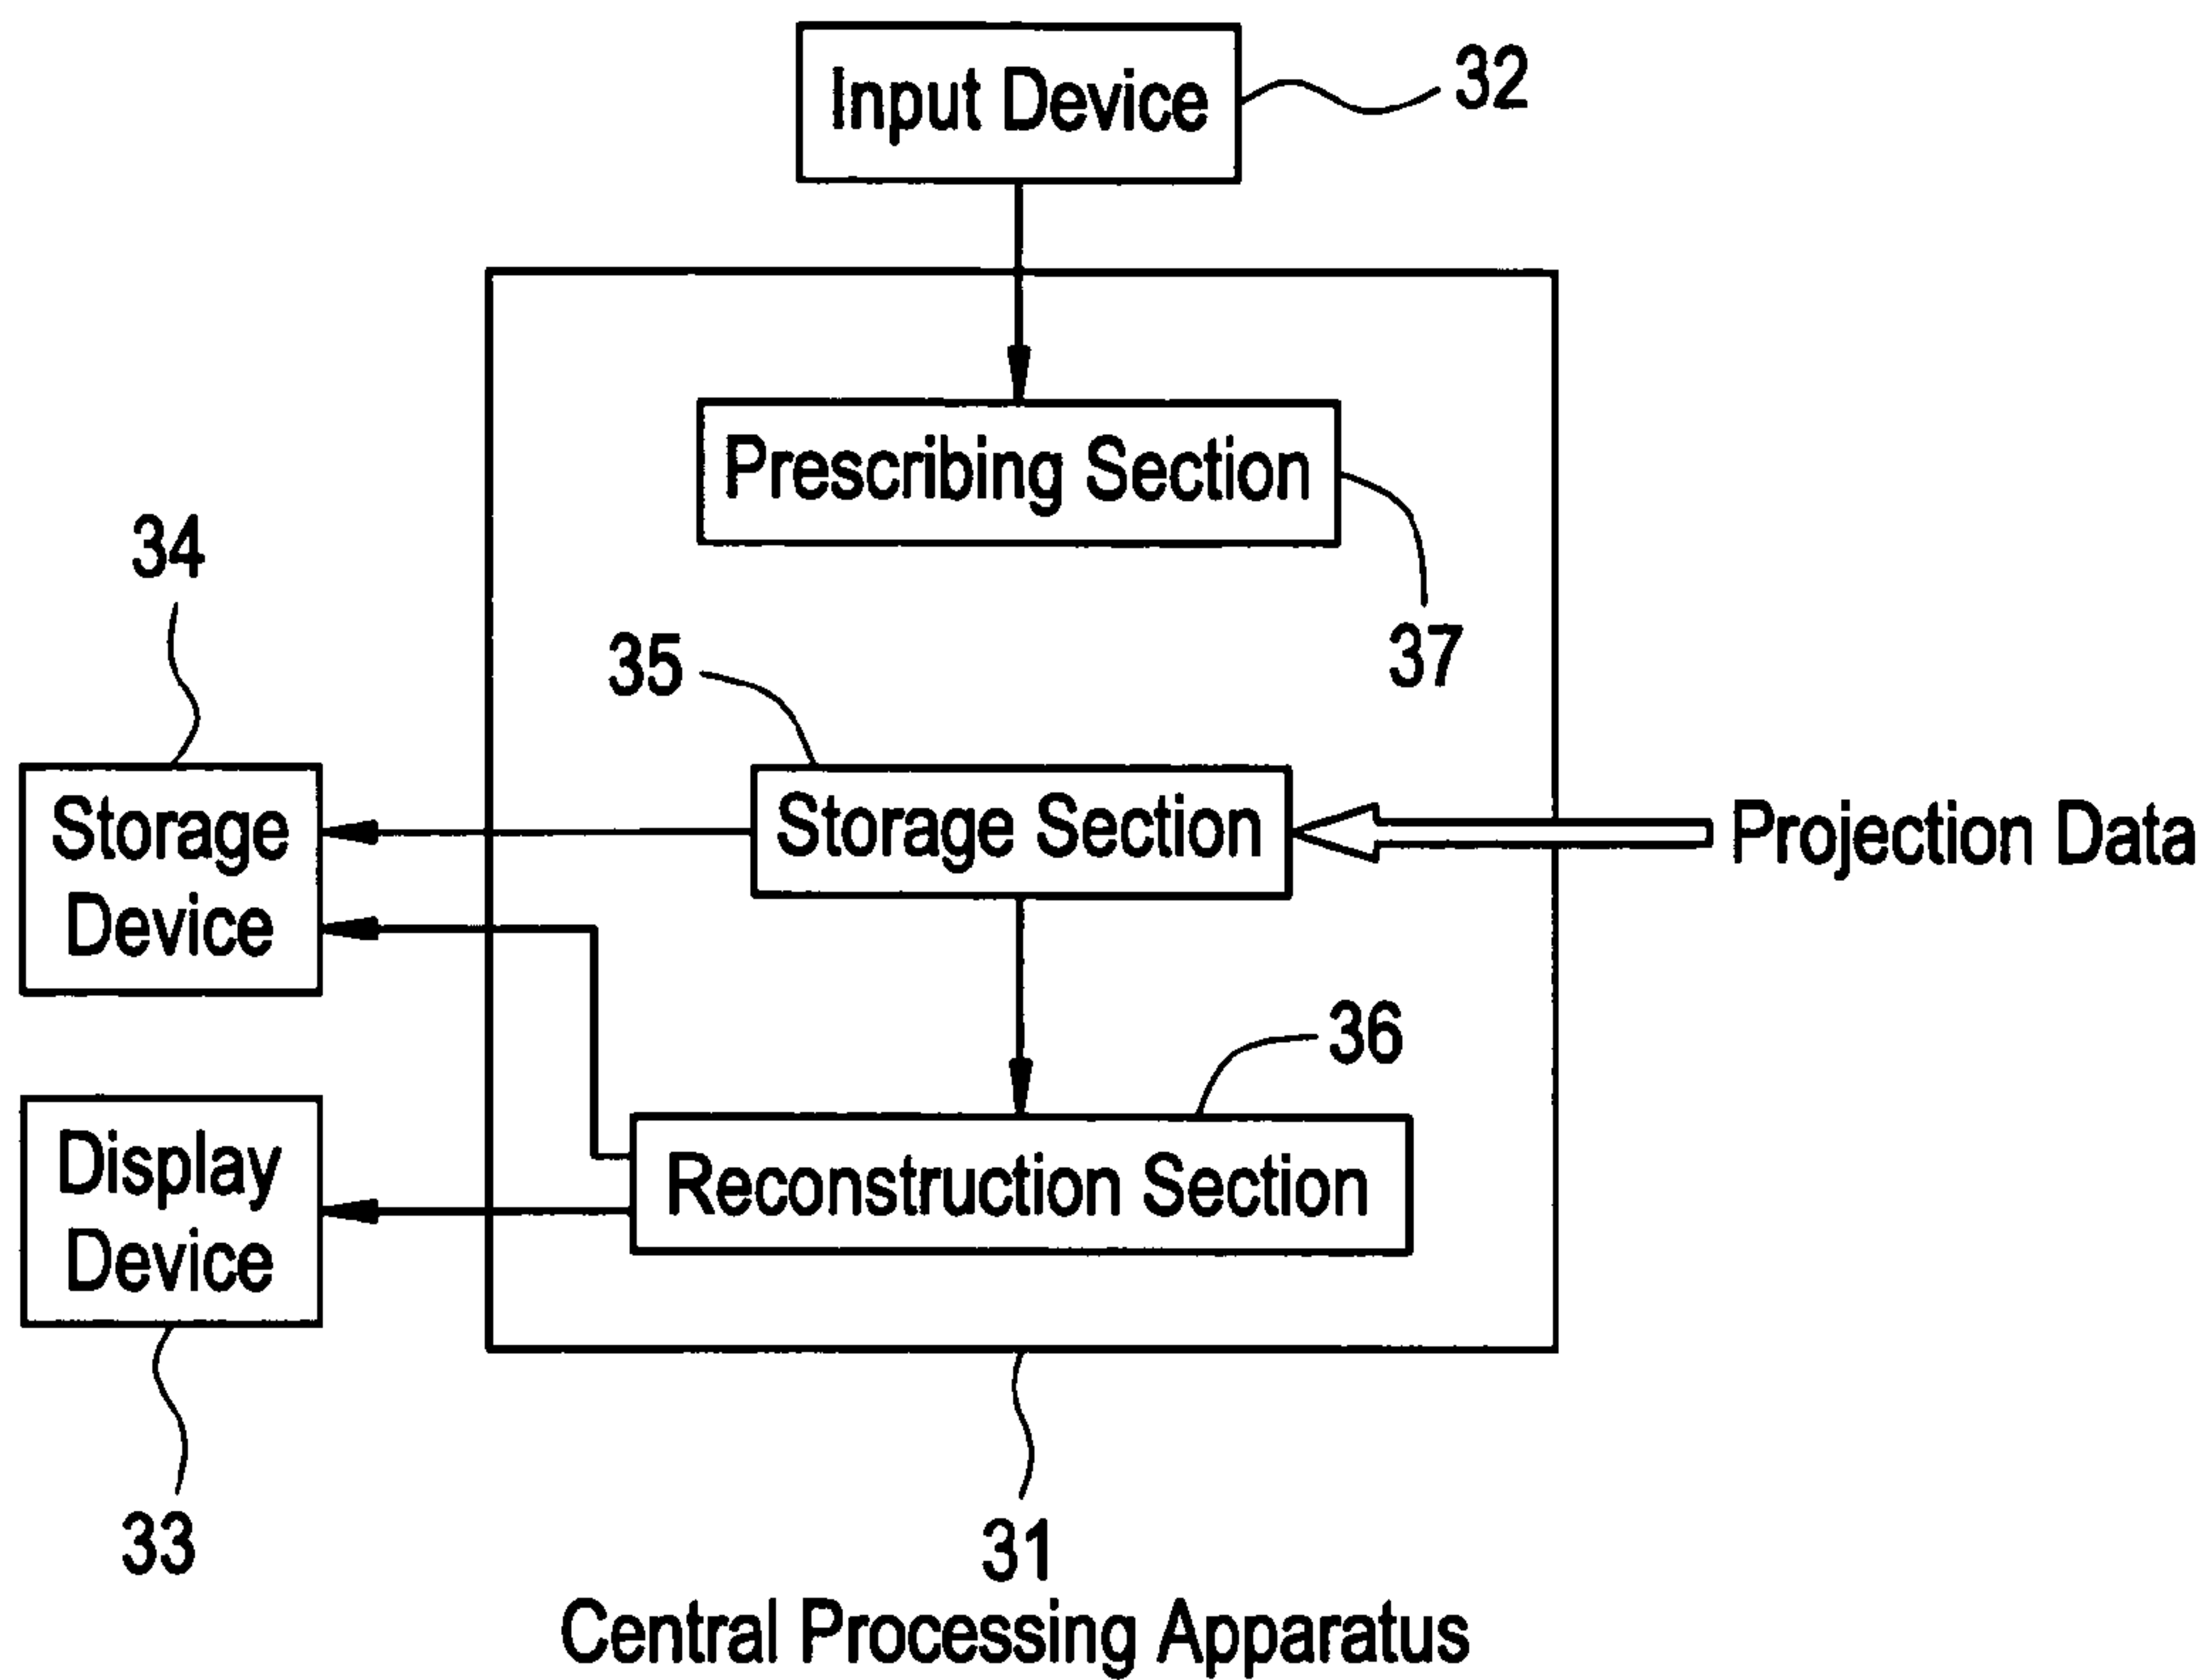 Input Device
32
Prescribing Section
37
34
35
Storage
Device
Storage Section
Projection Data
36
Reconstruction Section
Display
Device
33
31
Central Processing Apparatus